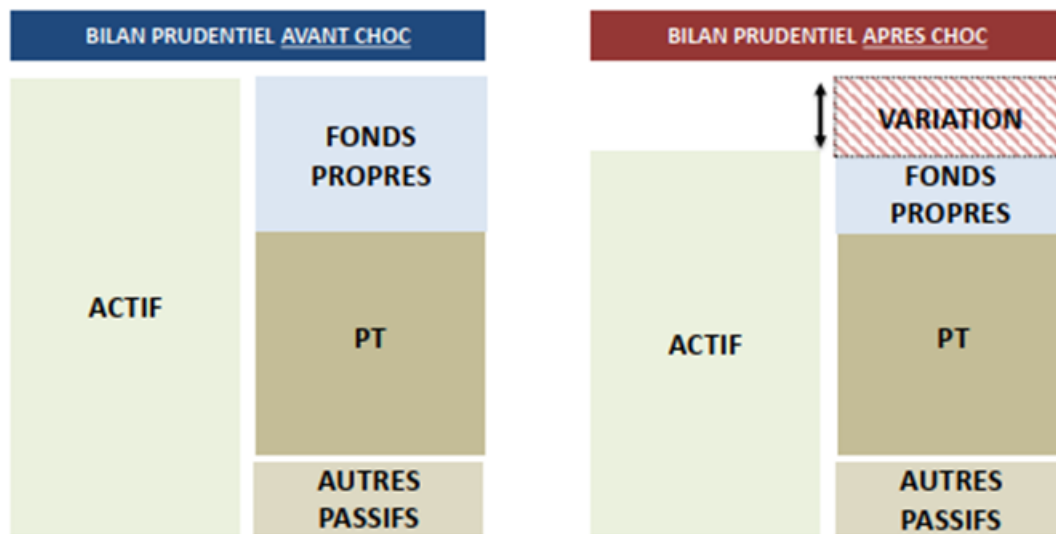 BILAN PRUDENTIEL AVANT CHOC
FONDS
PROPRES
ACTIF
PT
AUTRES
PASSIFS
BILAN PRUDENTIEL APRES CHOC
VARIATION
FONDS
PROPRES
ACTIF
PT
AUTRES
PASSIFS